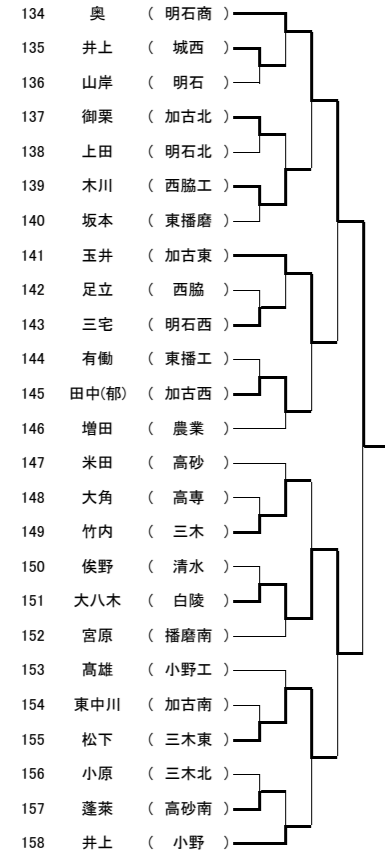 134 奥 ( 明石商 )
135 井上 ( 城西 )
136 山岸 ( 明石 )
137 御栗 ( 加古北 )
138 上田 ( 明石北 )
139 木川 ( 西脇工 )
140 坂本 ( 東播磨 )
141 玉井 ( 加古東 )
142 足立 ( 西脇 )
143 三宅 ( 明石西 )
144 有働 ( 東播工 )
145 田中(郁) ( 加古西 )
146 増田 ( 農業 )
147 米田 ( 高砂 )
148 大角 ( 高専 )
149 竹内 ( 三木 )
150 俟野 ( 清水 )
151 大八木 ( 白陵 )
152 宮原 ( 播磨南 )
153 髙雄 ( 小野工 )
154 東中川 ( 加古南 )
155 松下 ( 三木東 )
156 小原 ( 三木北 )
157 蓬莱 ( 高砂南 )
158 井上 ( 小野 )